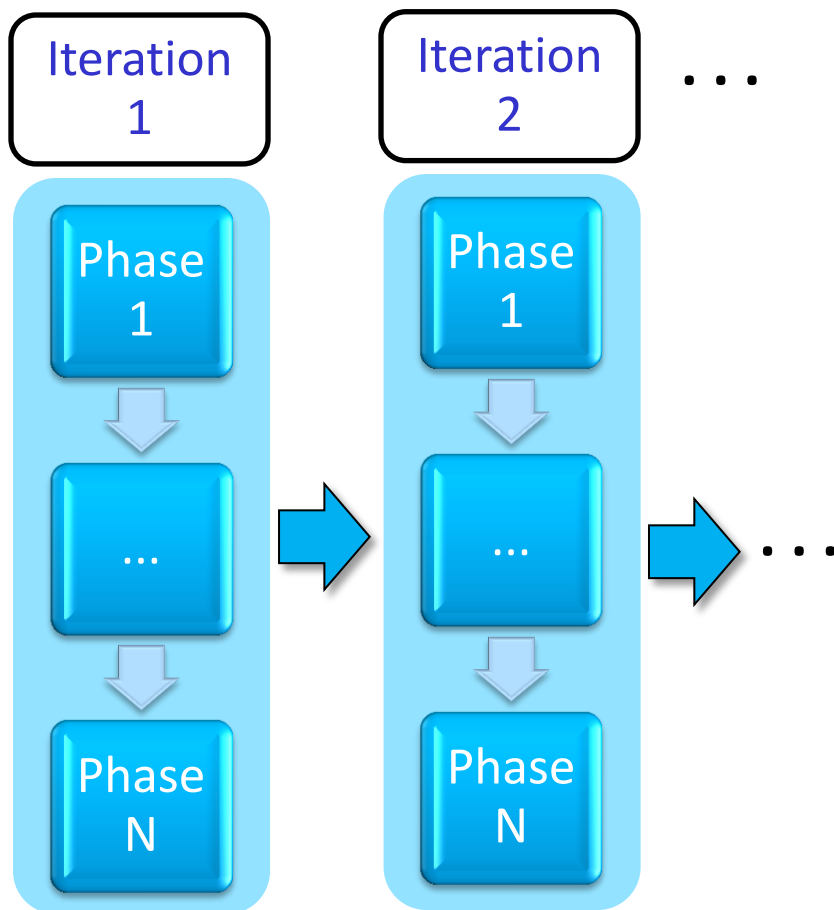 Iteration
1
Iteration
2
...
Phase
1
...
Phase
N
Phase
1
...
Phase
N
...